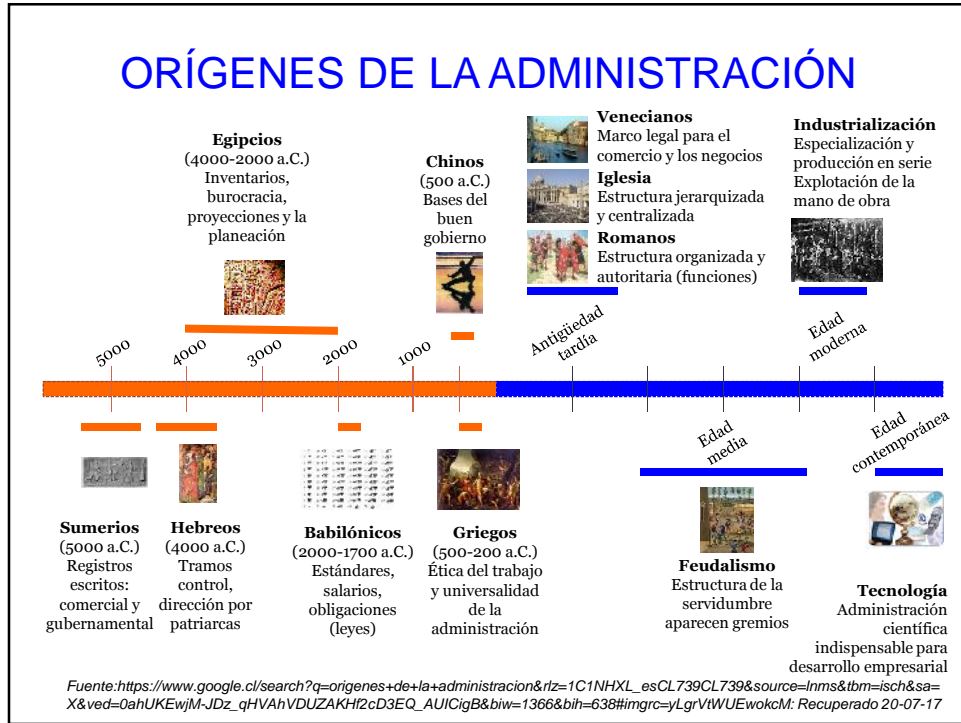 ORÍGENES DE LA ADMINISTRACIÓN
Egipcios
(4000-2000 a.C.)
Inventarios,
burocracia,
proyecciones y la
planeación
Chinos
(500 a.C.)
Bases del
buen
gobierno
Venecianos
Marco legal para el
comercio y los negocios
Iglesia
Estructura jerarquizada
y centralizada
Romanos
Estructura organizada y
autoritaria (funciones)
Industrialización
Especialización y
producción en serie
Explotación de la
mano de obra
5000
4000
3000
2000
1000
Antigüedad
tardía
Edad
moderna
Edad
media
Edad
contemporánea
Sumerios
(5000 a.C.)
Registros
escritos:
comercial y
gubernamental
Hebreos
(4000 a.C.)
Tramos
control,
dirección por
patriarcas
Babilónicos
(2000-1700 a.C.)
Estándares,
salarios,
obligaciones
(leyes)
Griegos
(500-200 a.C.)
Ética del trabajo
y universalidad
de la
administración
Feudalismo
Estructura de la
servidumbre
aparecen gremios
Tecnología
Administración
científica
indispensable para
desarrollo empresarial
Fuente:https://www.google.cl/search?q=origenes+de+la+administracion&rlz=1C1NHXL_esCL739CL739&source=lnms&tbm=isch&sa=
X&ved=0ahUKEwjM-JDz_qHVAhVDUZAKHf2cD3EQ_AUICigB&biw=1366&bih=638#imgrc=yLgrVtWUEwokcM: Recuperado 20-07-17